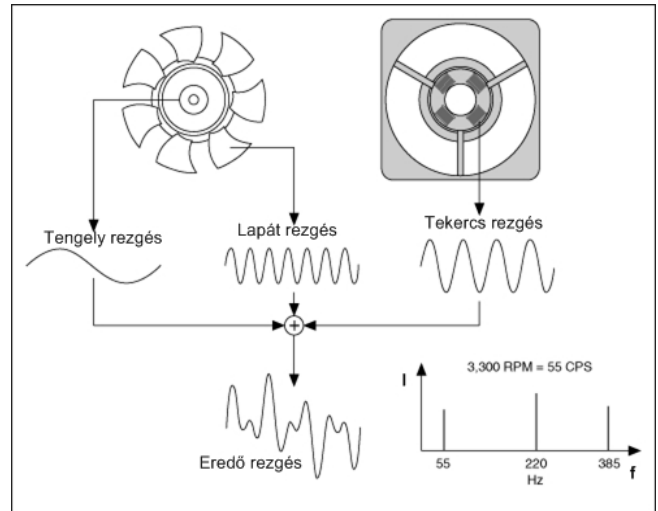 Tengely rezgés
Lapát rezgés
Tekercs rezgés
+
Eredő rezgés
3,300 RPM = 55 CPS
I
55
220
385
f
Hz